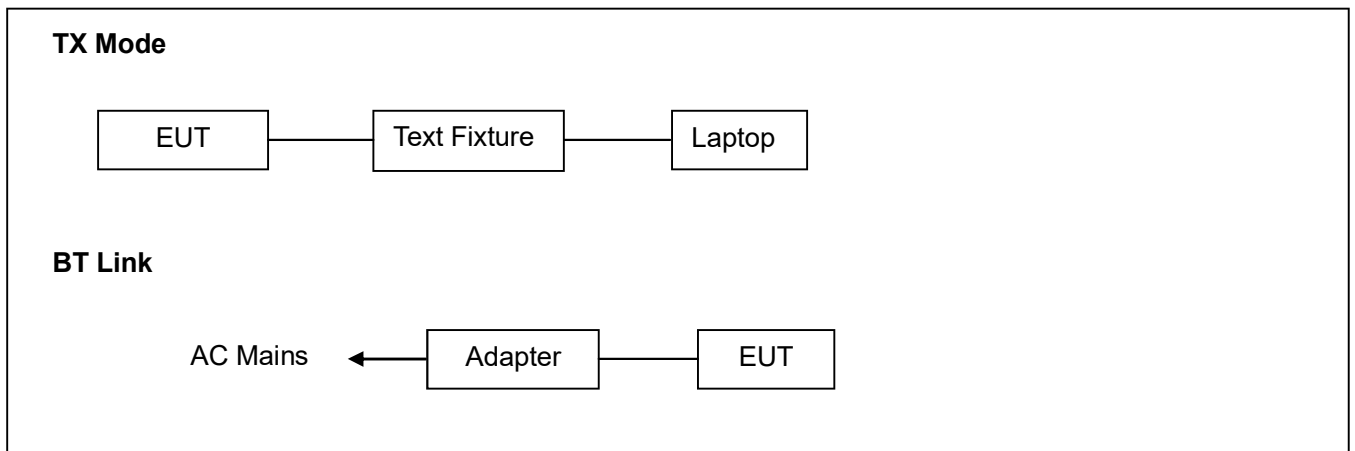 TX Mode
EUT Text Fixture Laptop
BT Link
AC Mains Adapter EUT